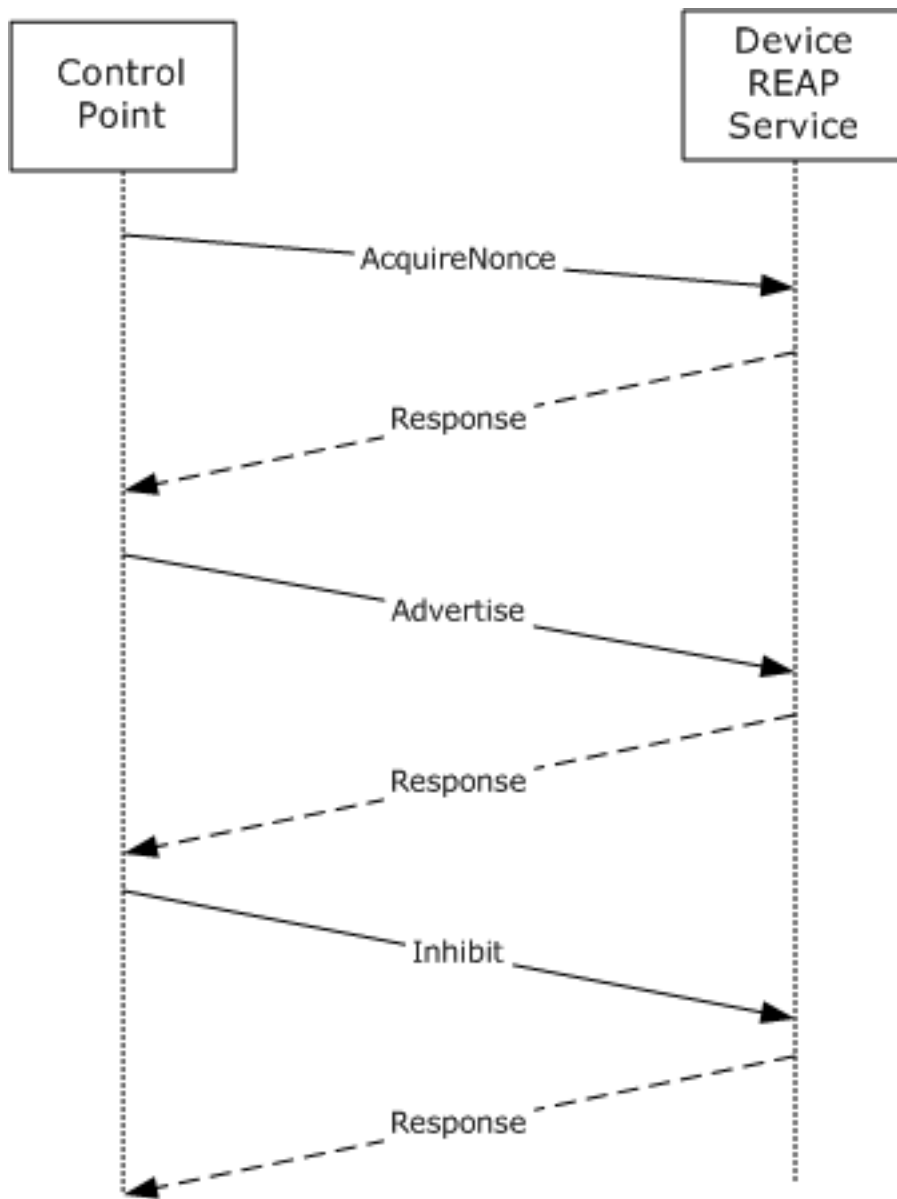 Control
Point
Device
REAP
Service
AcquireNonce
Response
Advertise
Response
Inhibit
Response